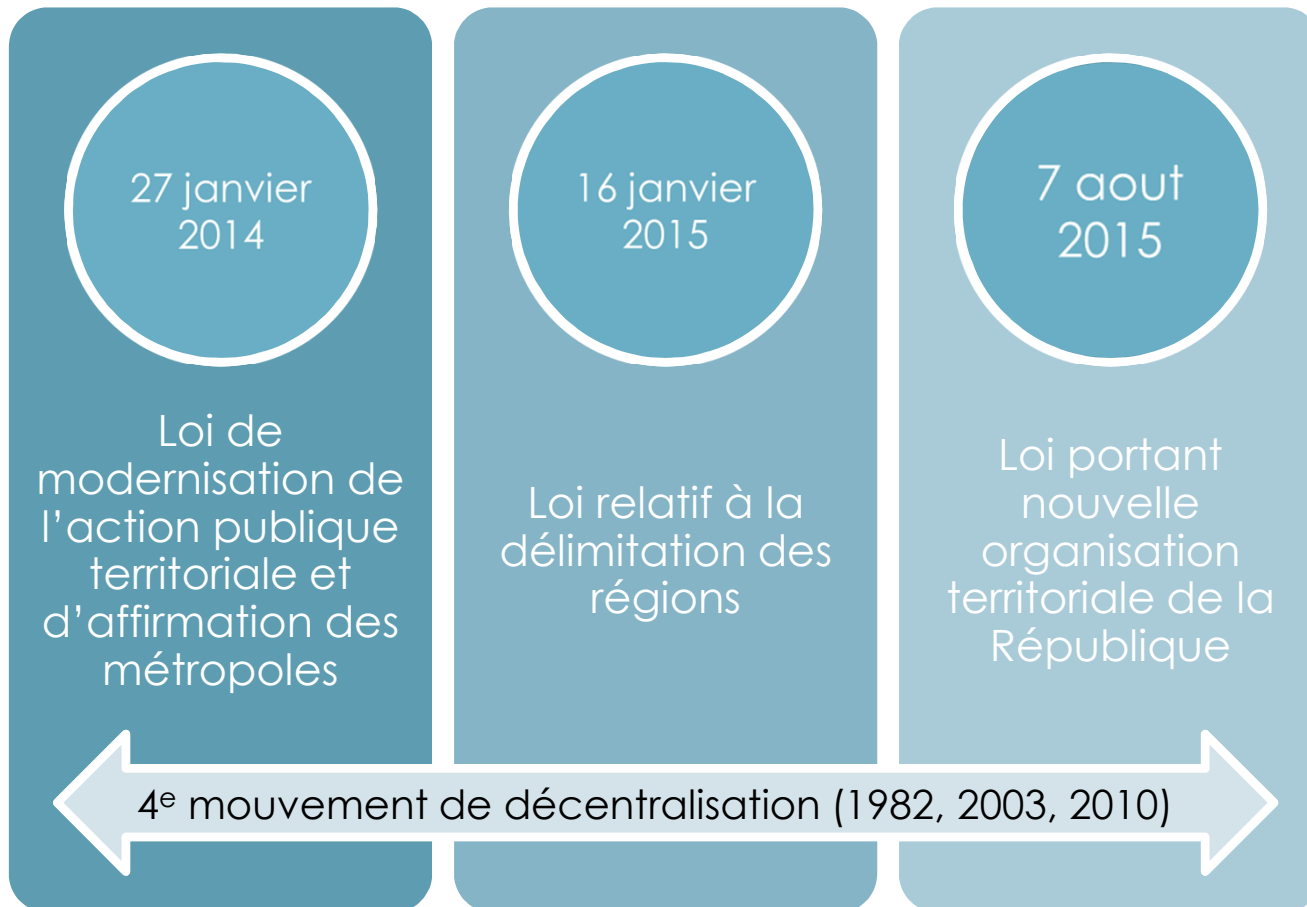 27 janvier
2014
Loi de
modernisation de
l’action publique
territoriale et
d’affirmation des
métropoles
16 janvier
2015
Loi relatif à la
délimitation des
régions
7 aout
2015
Loi portant
nouvelle
organisation
territoriale de la
République
4e mouvement de décentralisation (1982, 2003, 2010)